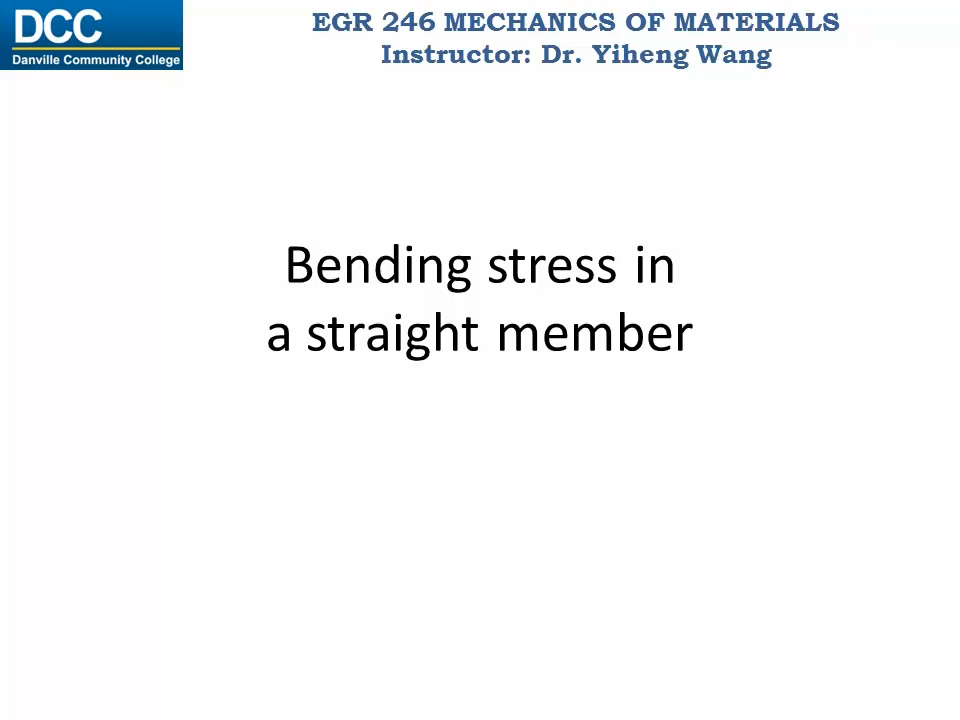 DCC
Danville Community College
EGR 246 MECHANICS OF MATERIALS
Instructor: Dr. Yiheng Wang
Bending stress in
a straight member